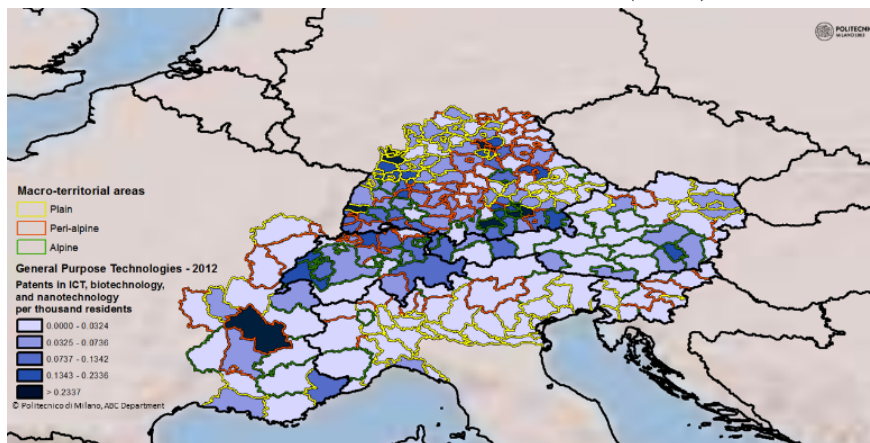 POLITECNICO
MILANO 1863
Macro-territorial areas
Plain
Peri-alpine
Alpine
General Purpose Technologies - 2012
Patents in ICT, biotechnology,
and nanotechnology
per thousand residents
0.0000 - 0.0324
0.0325 - 0.0736
0.0737 - 0.1342
0.1343 - 0.2336
> 0.2337
© Politecnico di Milano, ABC Department